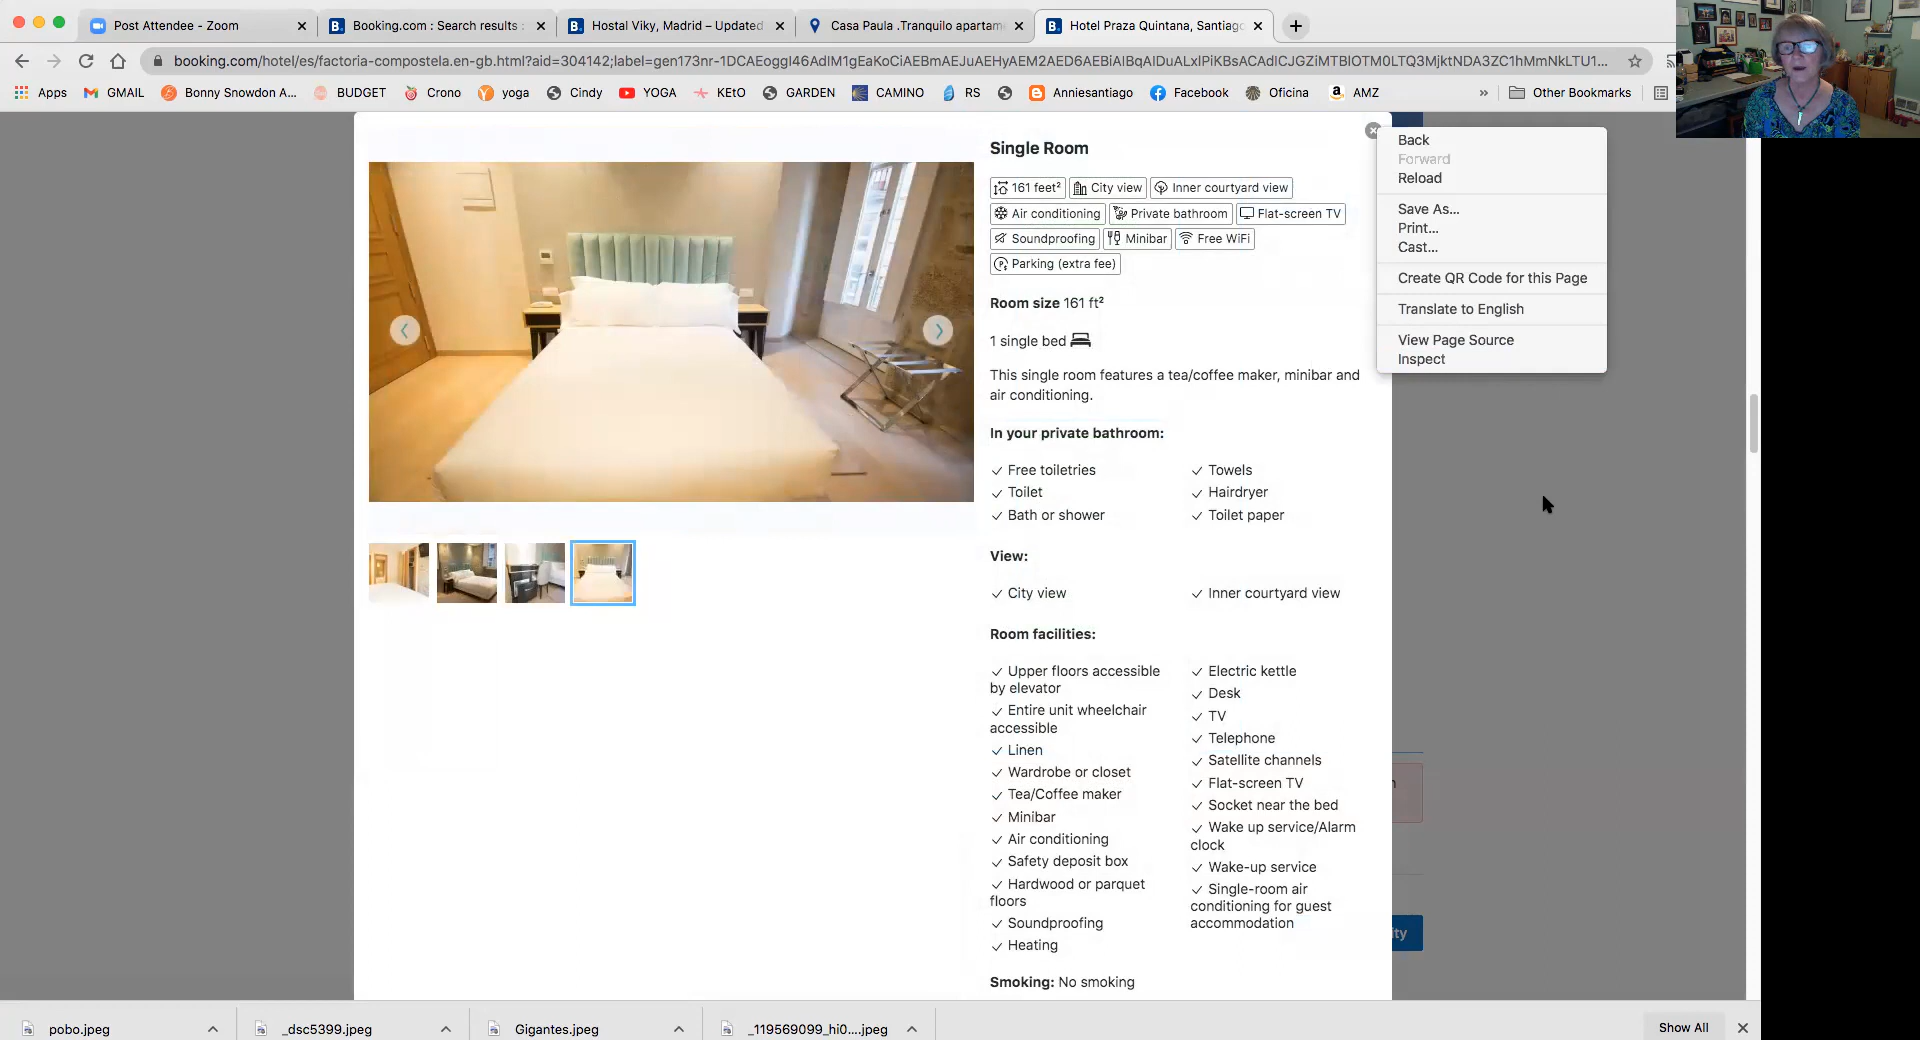 Post Attendee - Zoom
Booking.com : Search results :
Hostal Viky, Madrid – Updated
Casa Paula .Tranquilo apartam
Hotel Praza Quintana, Santiago
booking.com/hotel/es/factoria-compostela.en-gb.html?aid=304142;label=gen173nr-1DCAEoggI46AdIM1gEaKoCiAEBmAEJuAEHyAEM2AED6AEBiAIBqAIDuALxlPiKBsACAdICJGZiMTBlOTM0LTQ3MjktNDA3ZC1hMmNkLTU1...
Apps
GMAIL
Bonny Snowdon A...
BUDGET
Crono
yoga
Cindy
YOGA
KEtO
GARDEN
CAMINO
RS
Anniesantiago
Facebook
Oficina
AMZ
»
Other Bookmarks
Single Room
161 feet² City view Inner courtyard view
Air conditioning Private bathroom Flat-screen TV
Soundproofing Minibar Free WiFi
Parking (extra fee)
Room size 161 ft²
1 single bed
This single room features a tea/coffee maker, minibar and
air conditioning.
In your private bathroom:
Free toiletries Towels
Toilet Hairdryer
Bath or shower Toilet paper
View:
City view Inner courtyard view
Room facilities:
Upper floors accessible
by elevator
Entire unit wheelchair
accessible
Linen
Wardrobe or closet
Tea/Coffee maker
Minibar
Air conditioning
Safety deposit box
Hardwood or parquet
floors
Soundproofing
Heating
Electric kettle
Desk
TV
Telephone
Satellite channels
Flat-screen TV
Socket near the bed
Wake up service/Alarm
clock
Wake-up service
Single-room air
conditioning for guest
accommodation
Smoking: No smoking
Back
Forward
Reload
Save As...
Print...
Cast...
Create QR Code for this Page
Translate to English
View Page Source
Inspect
n
ity
pobo.jpeg
_dsc5399.jpeg
Gigantes.jpeg
_119569099_hi0....jpeg
Show All